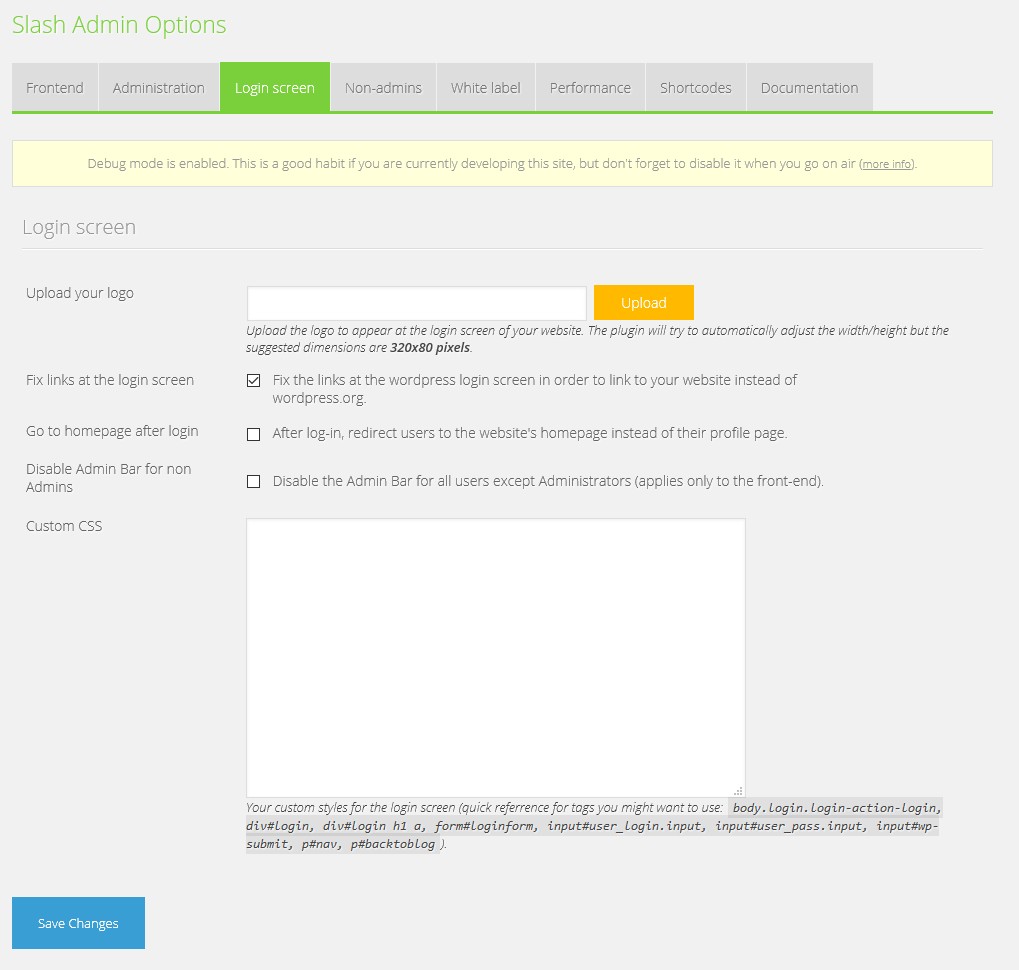 Slash Admin Options
Frontend Administration Login screen Non-admins White label Performance Shortcodes Documentation
Debug mode is enabled. This is a good habit if you are currently developing this site, but don't forget to disable it when you go on air (more info).
Login screen
Upload your logo
Upload
Upload the logo to appear at the login screen of your website. The plugin will try to automatically adjust the width/height but the
suggested dimensions are 320x80 pixels.
Fix links at the login screen
Fix the links at the wordpress login screen in order to link to your website instead of
wordpress.org.
Go to homepage after login
After log-in, redirect users to the website's homepage instead of their profile page.
Disable Admin Bar for non
Admins
Disable the Admin Bar for all users except Administrators (applies only to the front-end).
Custom CSS
Your custom styles for the login screen (quick referrence for tags you might want to use: body.login.login-action-login,
div#login, div#login h1 a, form#loginform, input#user_login.input, input#user_pass.input, input#wp-
submit, p#nav, p#backtoblog ).
Save Changes